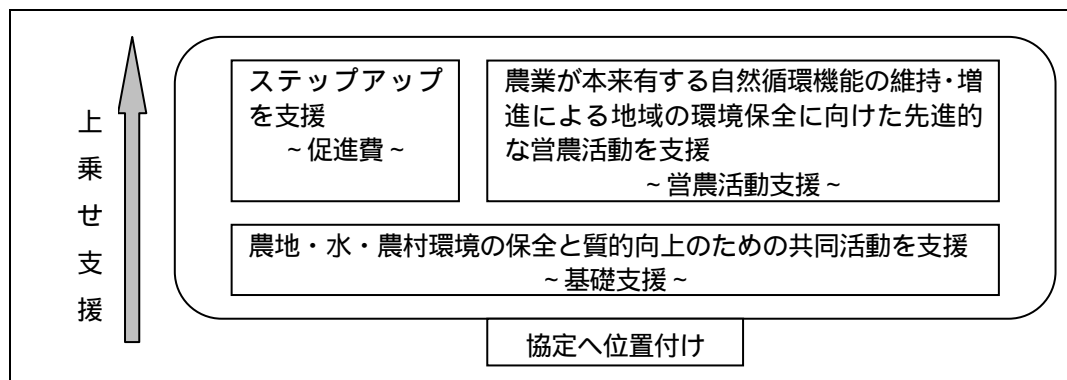 上乗せ支援
ステップアップ
を支援
~促進費~
農業が本来有する自然循環機能の維持・増
進による地域の環境保全に向けた先進的
な営農活動を支援
~営農活動支援~
農地・水・農村環境の保全と質的向上のための共同活動を支援
~基礎支援~
協定へ位置付け